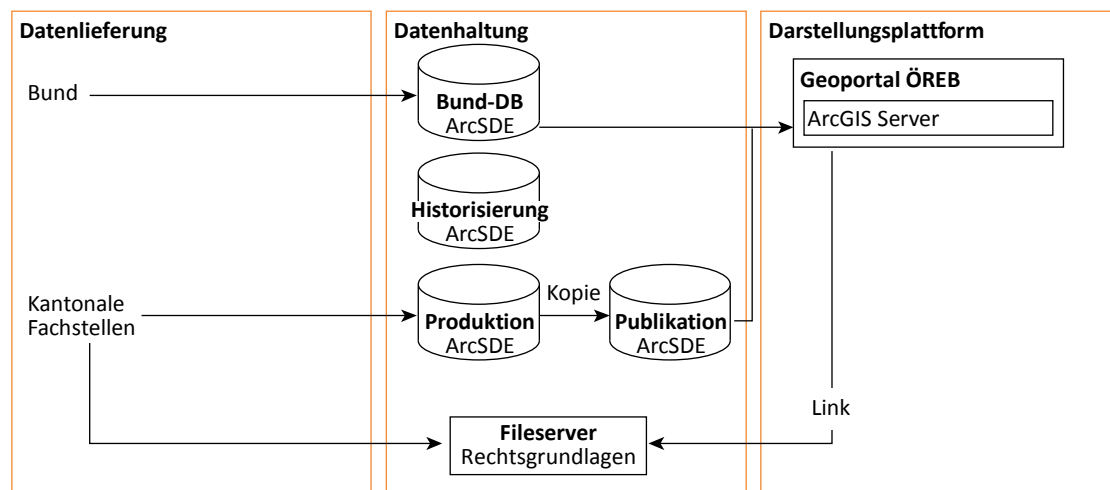 Datenlieferung
Bund
Kantonale
Fachstellen
Datenhaltung
Bund-DB
ArcSDE
Historisierung
ArcSDE
Produktion
ArcSDE
Kopie
Publikation
ArcSDE
Fileserver
Rechtsgrundlagen
Darstellungsplattform
Geoportal ÖREB
ArcGIS Server
Link